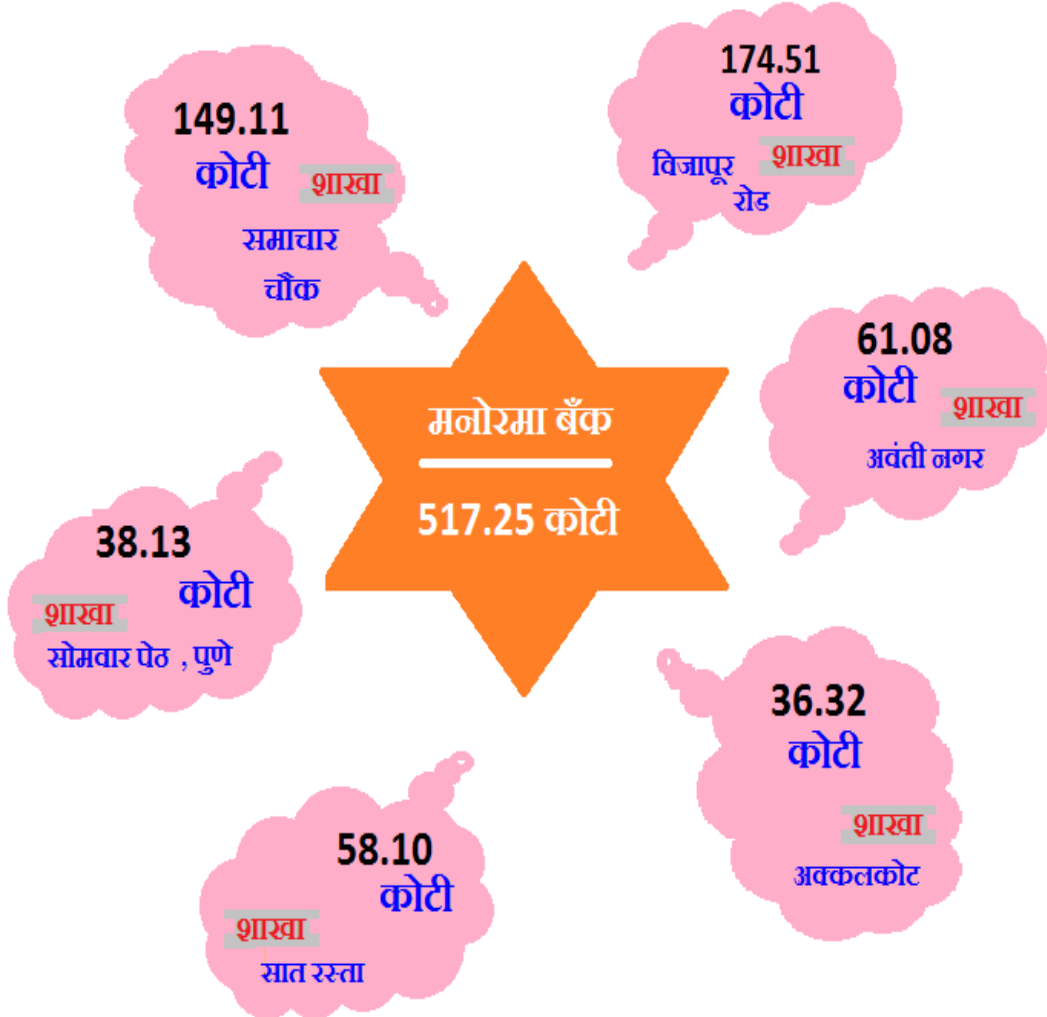 149.11
कोटी
शाखा
समाचार
चौक
174.51
कोटी
विजापूर शाखा
रोड
61.08
कोटी
शाखा
अवंती नगर
मनोरमा बँक
517.25 कोटी
38.13
कोटी
शाखा
सोमवार पेठ , पुणे
36.32
कोटी
शाखा
अक्कलकोट
58.10
कोटी
शाखा
सात रस्ता